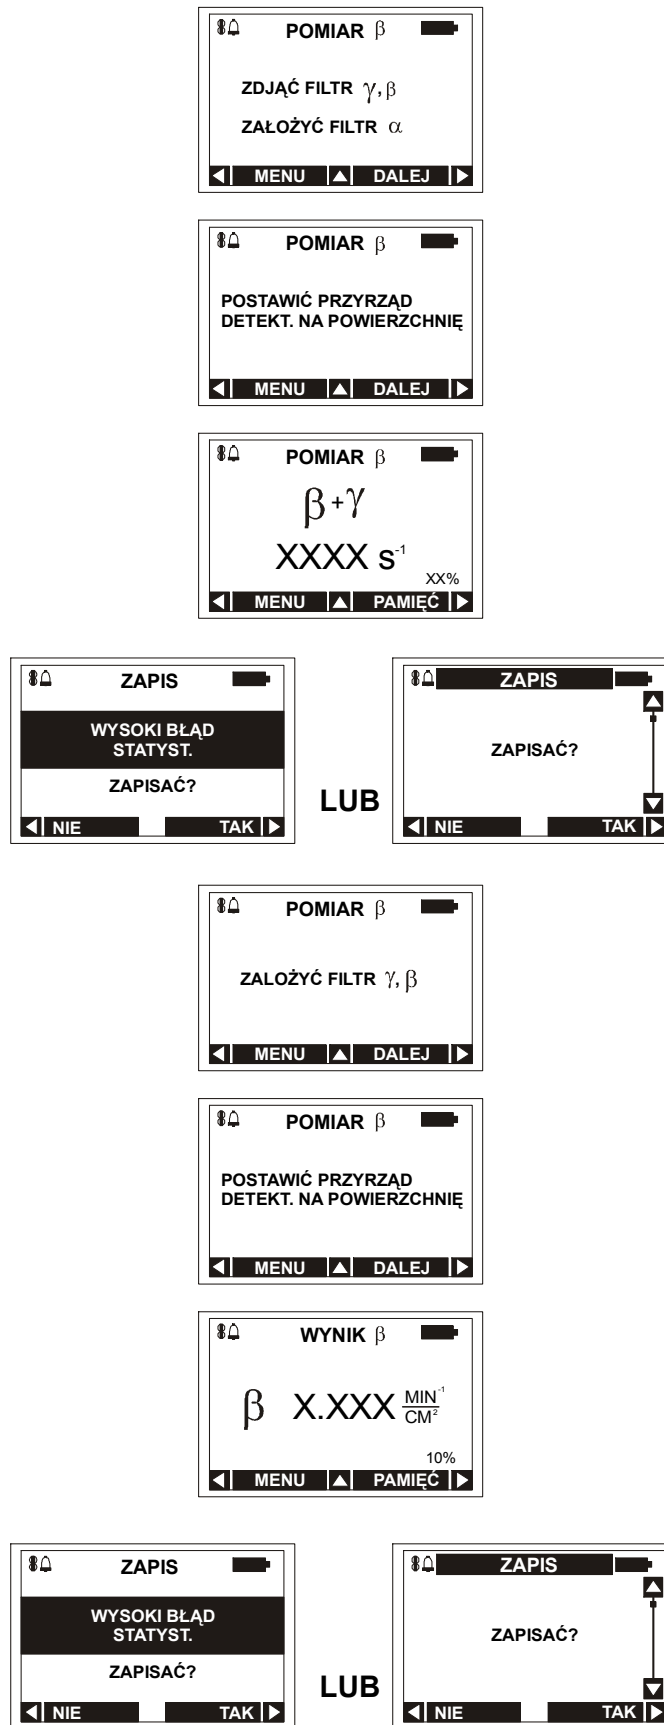 POMIAR β
ZDJĄĆ FILTR γ, β
ZAŁOŻYĆ FILTR α
MENU DALEJ
POMIAR β
POSTAWIĆ PRZYRZĄD
DETEKT. NA POWIERZCHNIĘ
MENU DALEJ
POMIAR β
β+γ
XXXX s⁻¹
XX%
MENU PAMIĘĆ
ZAPIS
WYSOKI BŁĄD
STATYST.
ZAPISAĆ?
NIE TAK
LUB
ZAPIS
ZAPISAĆ?
NIE TAK
POMIAR β
ZALOŻYĆ FILTR γ, β
MENU DALEJ
POMIAR β
POSTAWIĆ PRZYRZĄD
DETEKT. NA POWIERZCHNIĘ
MENU DALEJ
WYNIK β
β X.XXX MIN⁻¹
CM²
10%
MENU PAMIĘĆ
ZAPIS
WYSOKI BŁĄD
STATYST.
ZAPISAĆ?
NIE TAK
LUB
ZAPIS
ZAPISAĆ?
NIE TAK